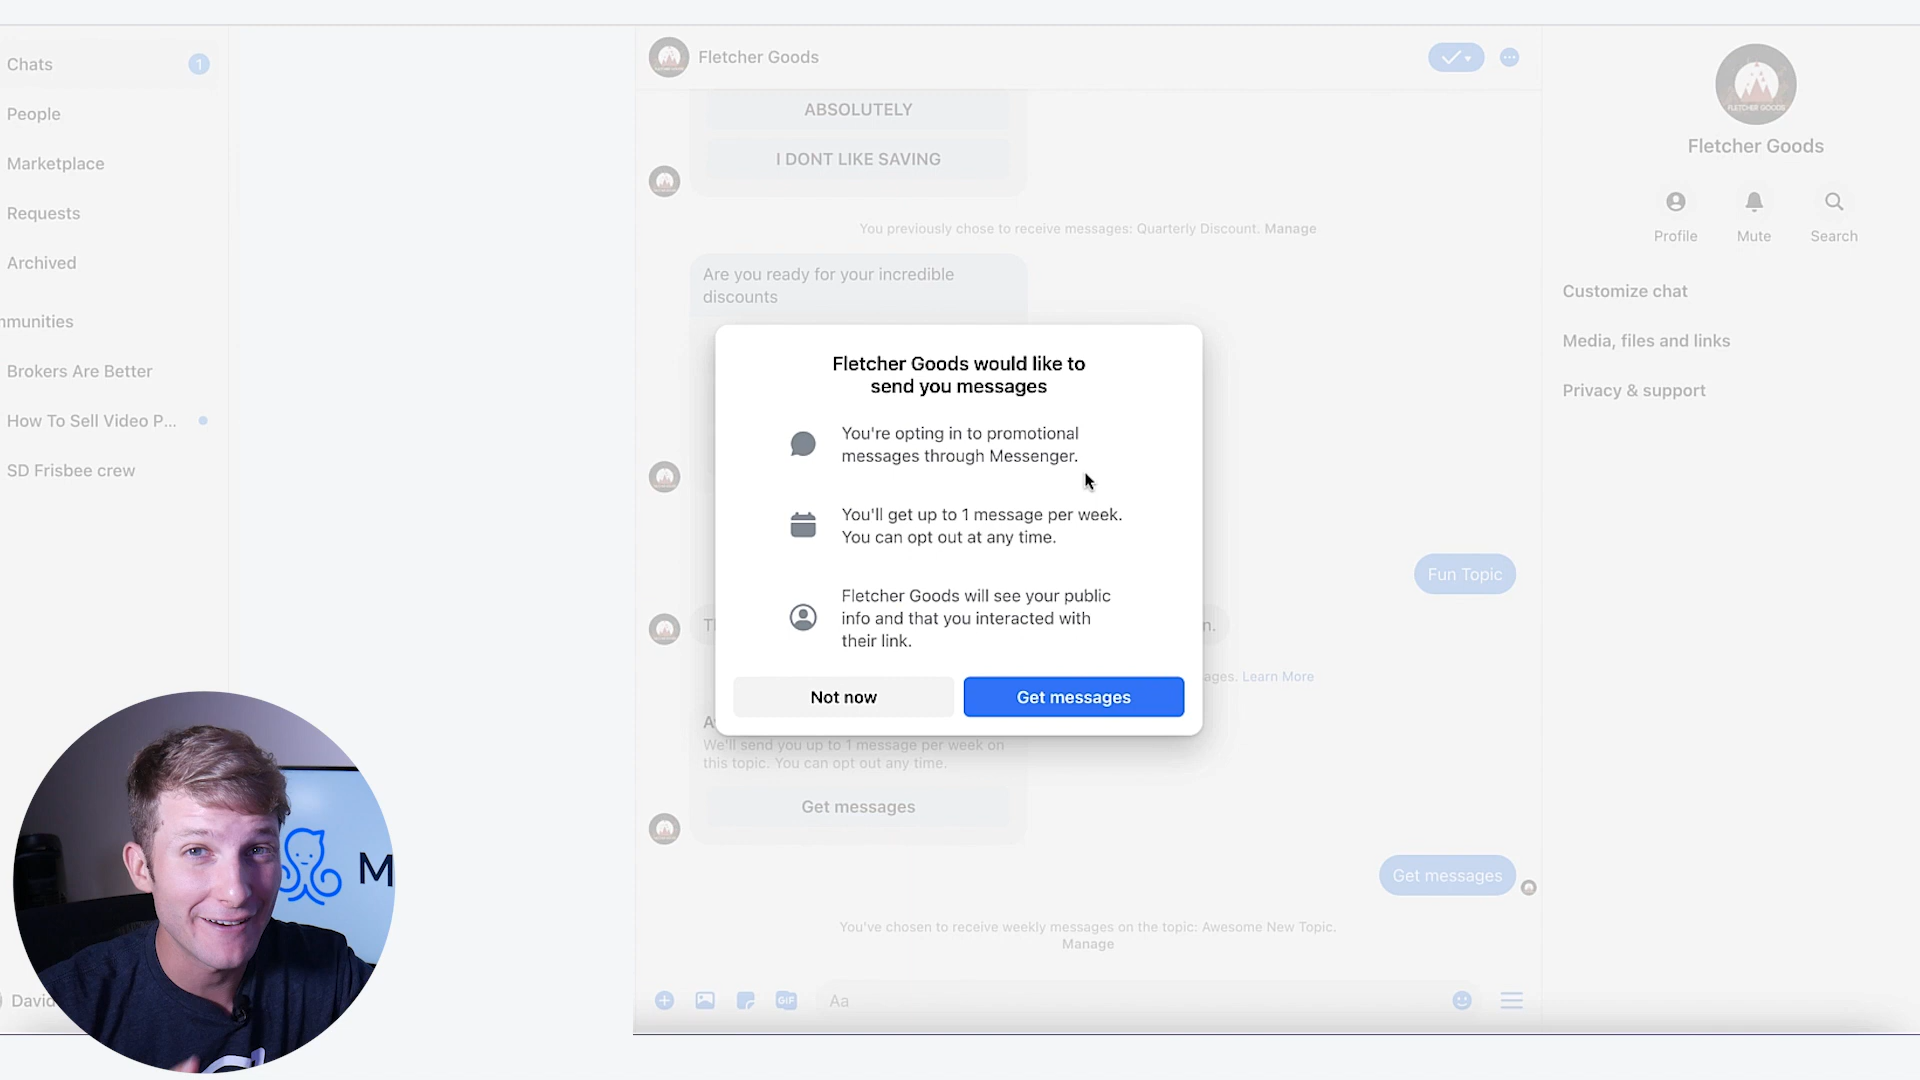 Chats
1
People
Marketplace
Requests
Archived
mmunities
Brokers Are Better
How To Sell Video P...
SD Frisbee crew
David
M
Fletcher Goods
ABSOLUTELY
I DONT LIKE SAVING
You previously chose to receive messages: Quarterly Discount. Manage
Are you ready for your incredible
discounts
Fletcher Goods would like to
send you messages
You're opting in to promotional
messages through Messenger.
You'll get up to 1 message per week.
You can opt out at any time.
Fletcher Goods will see your public
info and that you interacted with
their link.
Not now
Get messages
Fun Topic
n.
ages. Learn More
We'll send you up to 1 message per week on
this topic. You can opt out any time.
Get messages
Get messages
You've chosen to receive weekly messages on the topic: Awesome New Topic.
Manage
GIF
Aa
FLETCHER GOODS
Fletcher Goods
Profile
Mute
Search
Customize chat
Media, files and links
Privacy & support